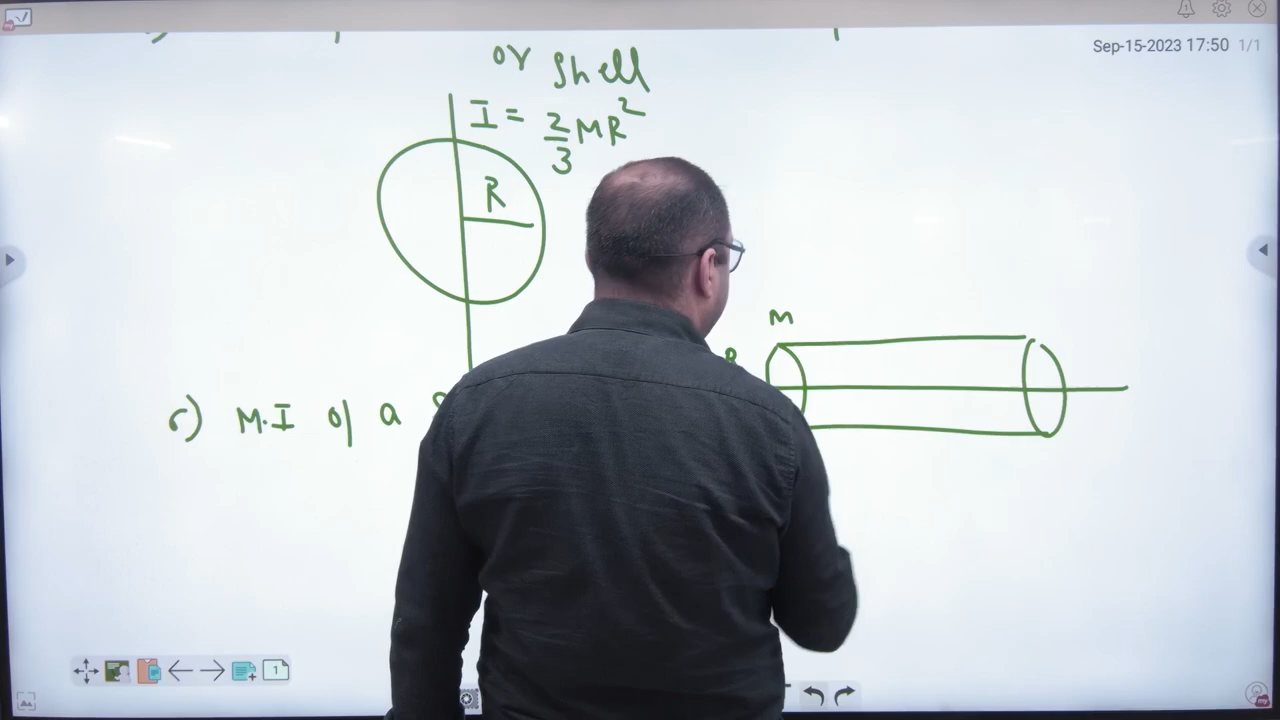 Sep-15-2023 17:50 1/1
or Shell
I = 2/3 MR²
R
M
R
c) M.I of a
1